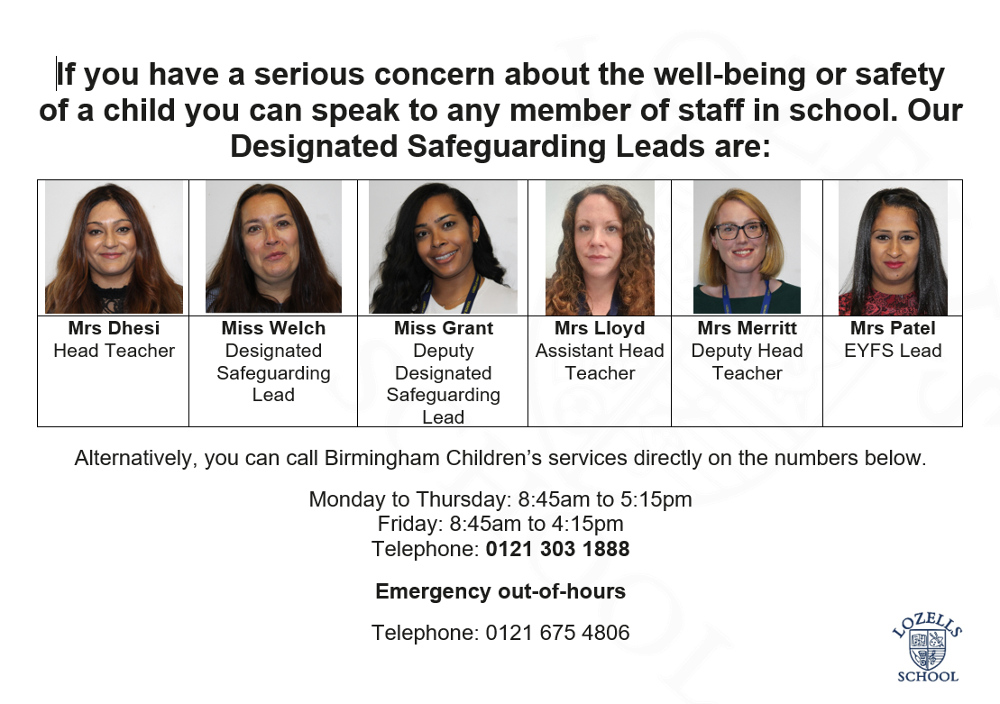 If you have a serious concern about the well-being or safety
of a child you can speak to any member of staff in school. Our
Designated Safeguarding Leads are:
Mrs Dhesi
Head Teacher
Miss Welch
Designated
Safeguarding
Lead
Miss Grant
Deputy
Designated
Safeguarding
Lead
Mrs Lloyd
Assistant Head
Teacher
Mrs Merritt
Deputy Head
Teacher
Mrs Patel
EYFS Lead
Alternatively, you can call Birmingham Children’s services directly on the numbers below.
Monday to Thursday: 8:45am to 5:15pm
Friday: 8:45am to 4:15pm
Telephone: 0121 303 1888
Emergency out-of-hours
Telephone: 0121 675 4806
LOZELLS
SCHOOL